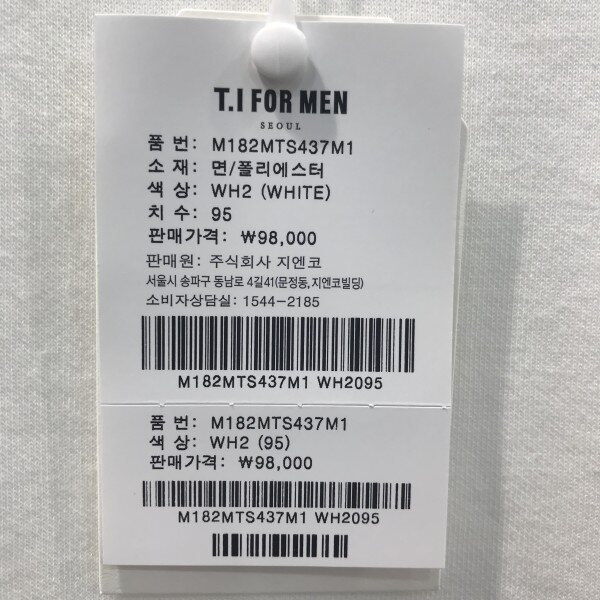 T.I FOR MEN
SEOUL
품 번: M182MTS437M1
소 재: 면/폴리에스터
색 상: WH2 (WHITE)
치 수: 95
판매가격: ₩98,000
판매원: 주식회사 지엔코
서울시 송파구 동남로 4길41(문정동,지엔코빌딩)
소비자상담실: 1544-2185
M182MTS437M1 WH2095
품 번: M182MTS437M1
색 상: WH2 (95)
판매가격: ₩98,000
M182MTS437M1 WH2095